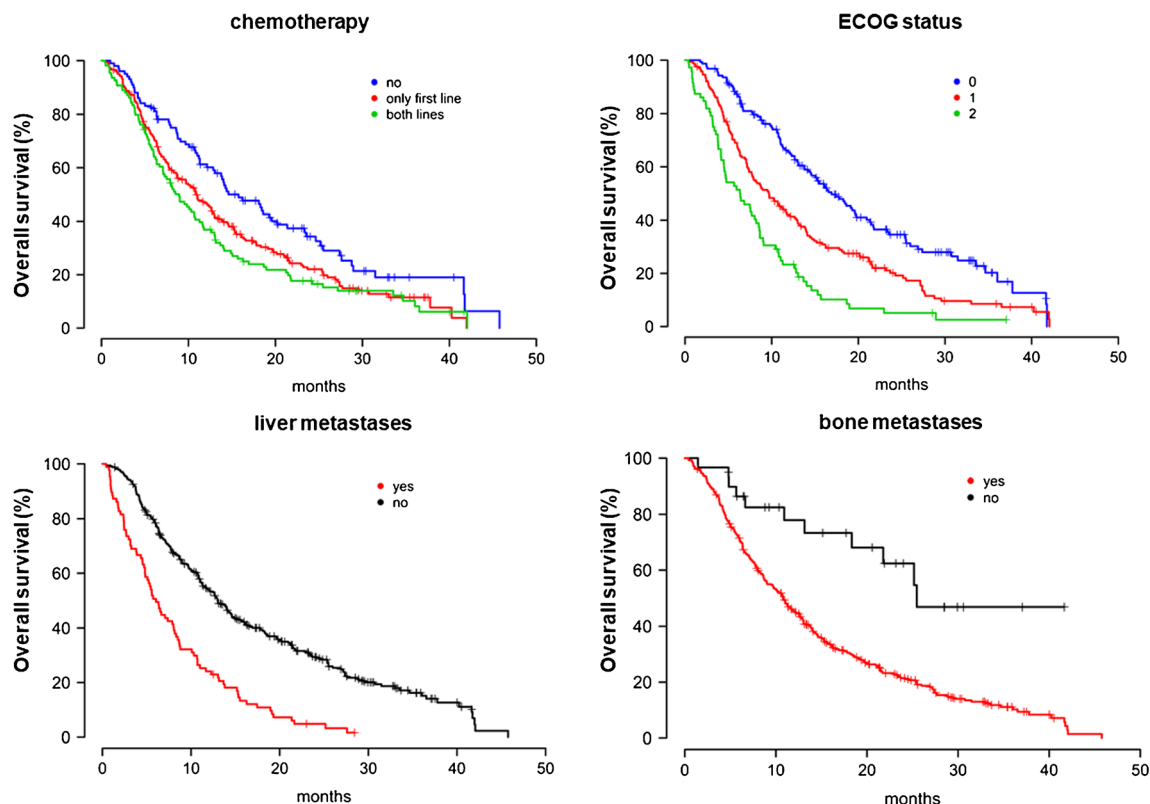 chemotherapy
no
only first line
both lines
Overall survival (%)
100
80
60
40
20
0
0 10 20 30 40 50
months
ECOG status
0
1
2
Overall survival (%)
100
80
60
40
20
0
0 10 20 30 40 50
months
liver metastases
yes
no
Overall survival (%)
100
80
60
40
20
0
0 10 20 30 40 50
months
bone metastases
yes
no
Overall survival (%)
100
80
60
40
20
0
0 10 20 30 40 50
months